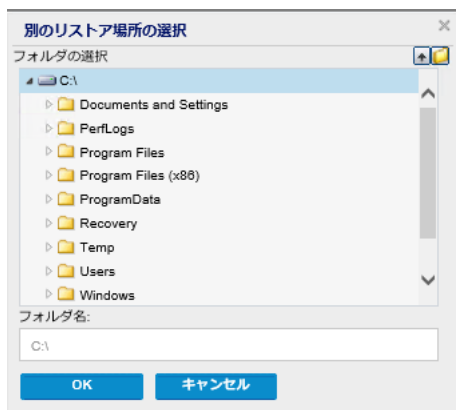 別のリストア場所の選択
フォルダの選択
C:\
Documents and Settings
PerfLogs
Program Files
Program Files (x86)
ProgramData
Recovery
Temp
Users
Windows
フォルダ名:
C:\
OK キャンセル